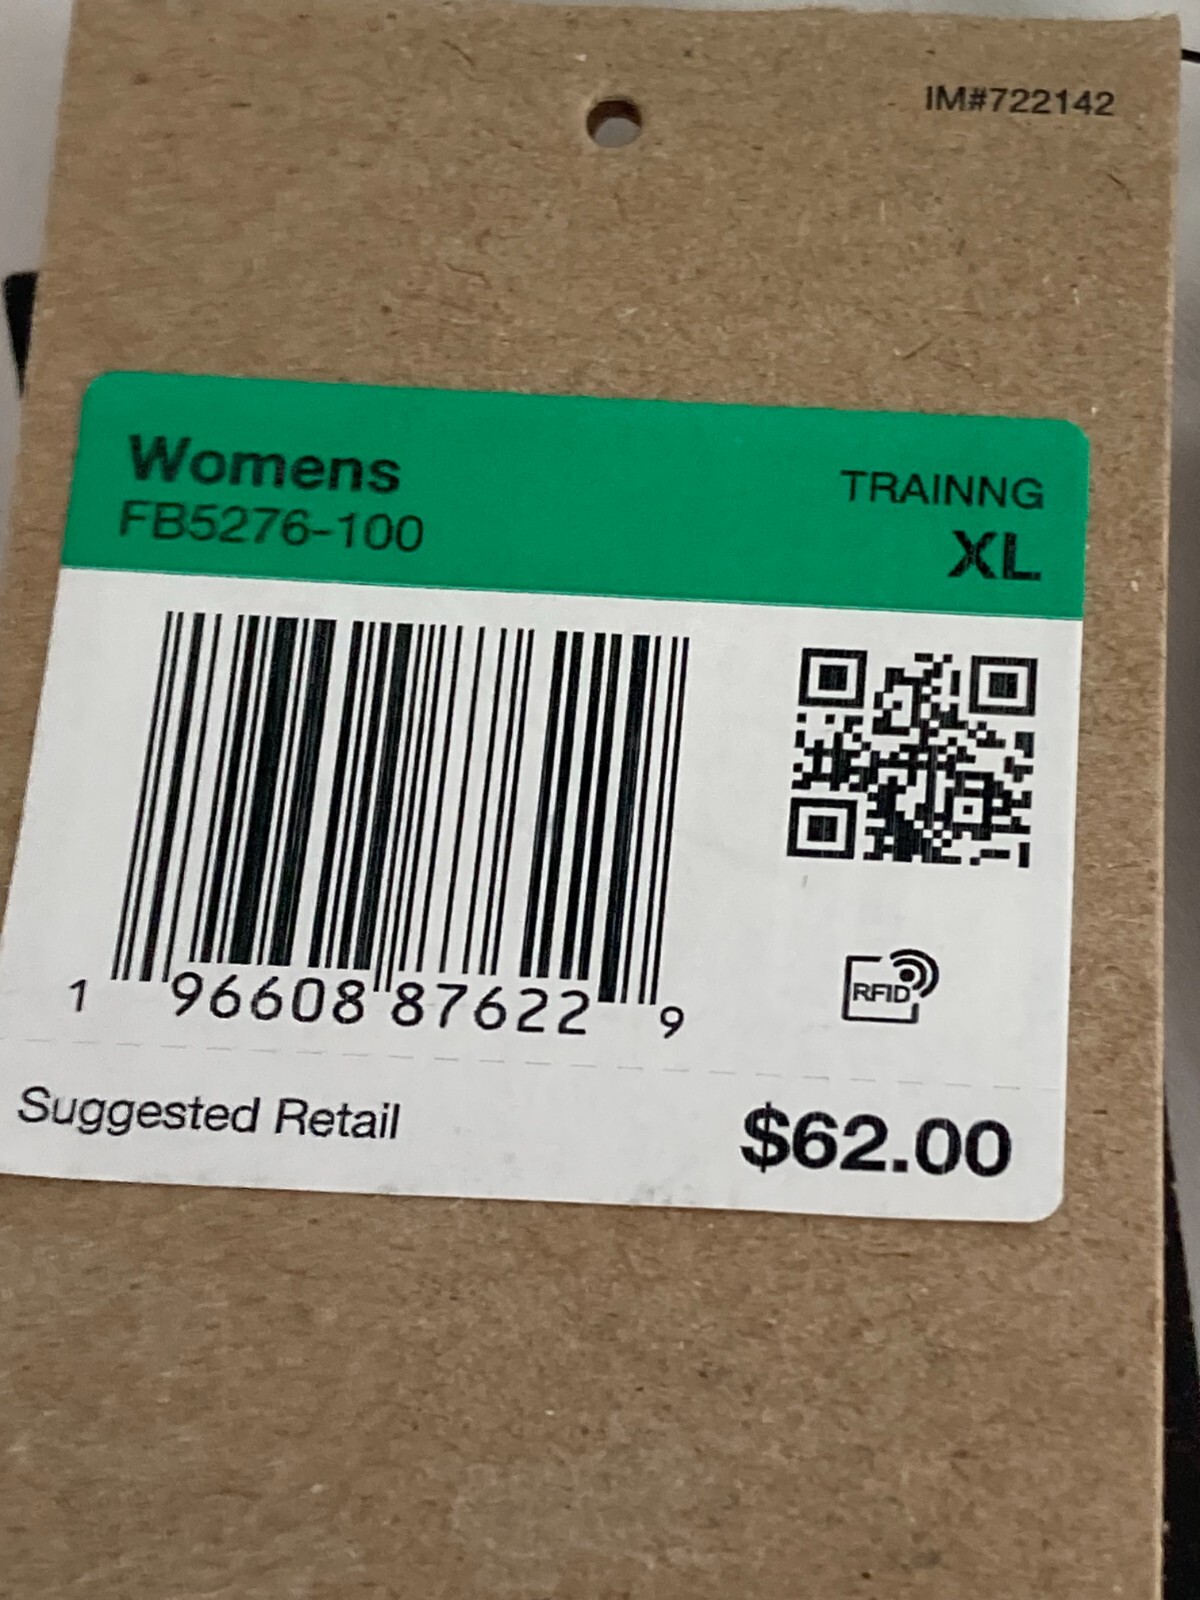 IM#722142
Womens
TRAINNG
FB5276-100
XL
1 96608 87622 9
RFID
Suggested Retail
$62.00